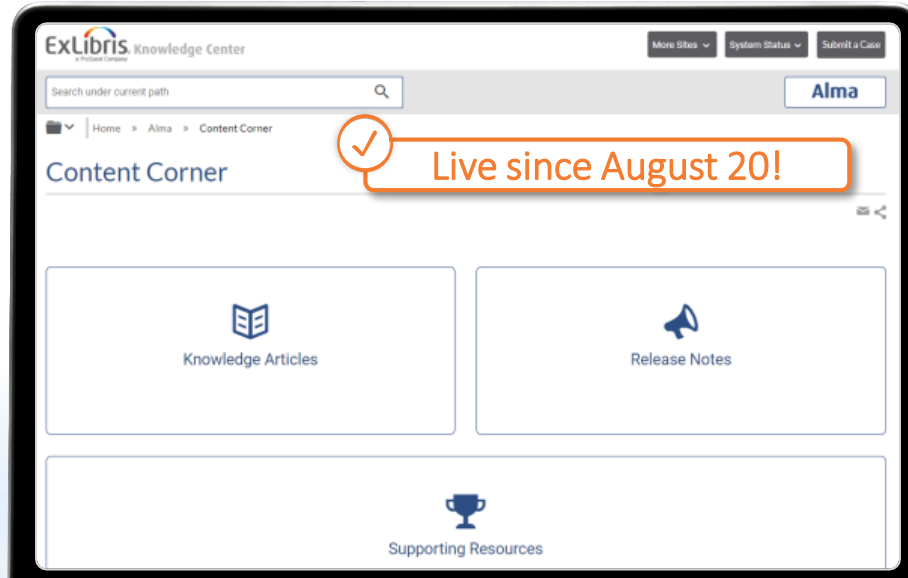 ExLibris Knowledge Center
a ProQuest Company
More Sites
System Status
Submit a Case
Search under current path
Alma
Home » Alma » Content Corner
Live since August 20!
Content Corner
Knowledge Articles
Release Notes
Supporting Resources